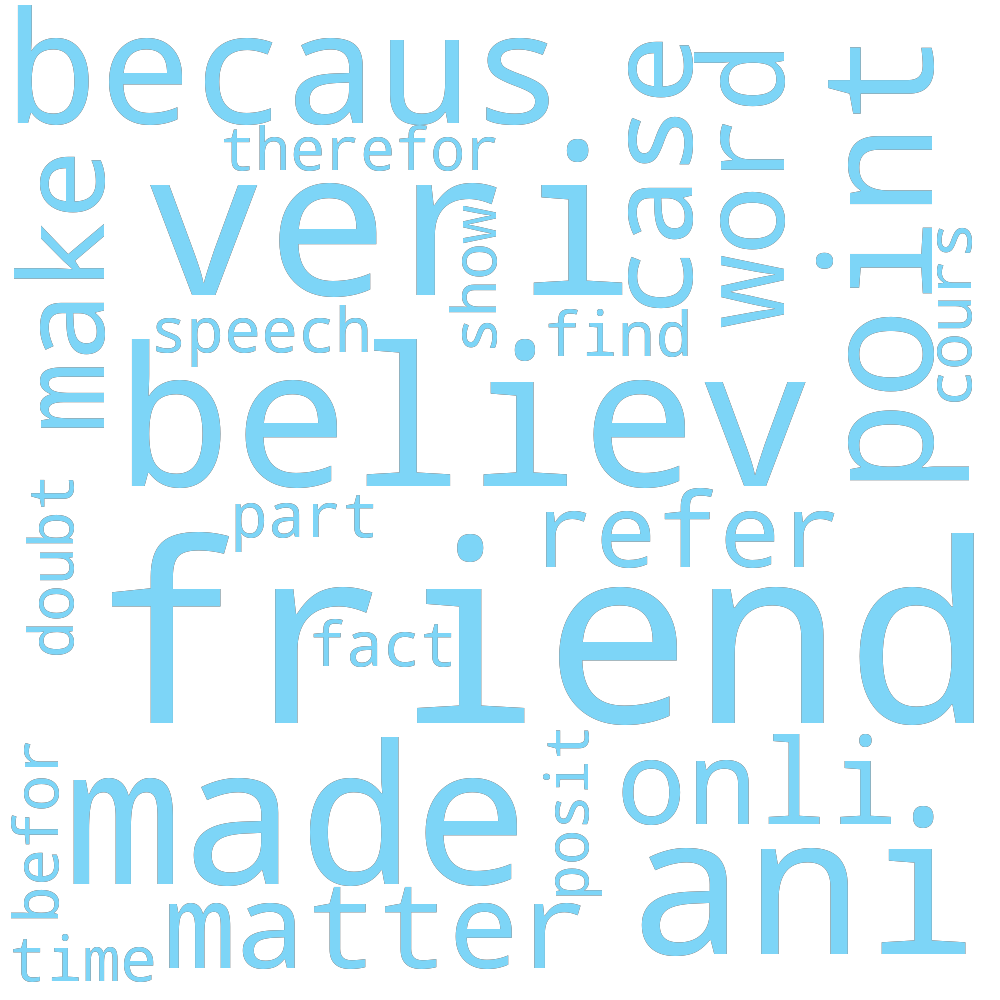 becaus
therefor
veri
case
word
point
make
show
cours
speech
find
believ
doubt
part
refer
friend
fact
befor
made
posit
onli
ani
matter
time